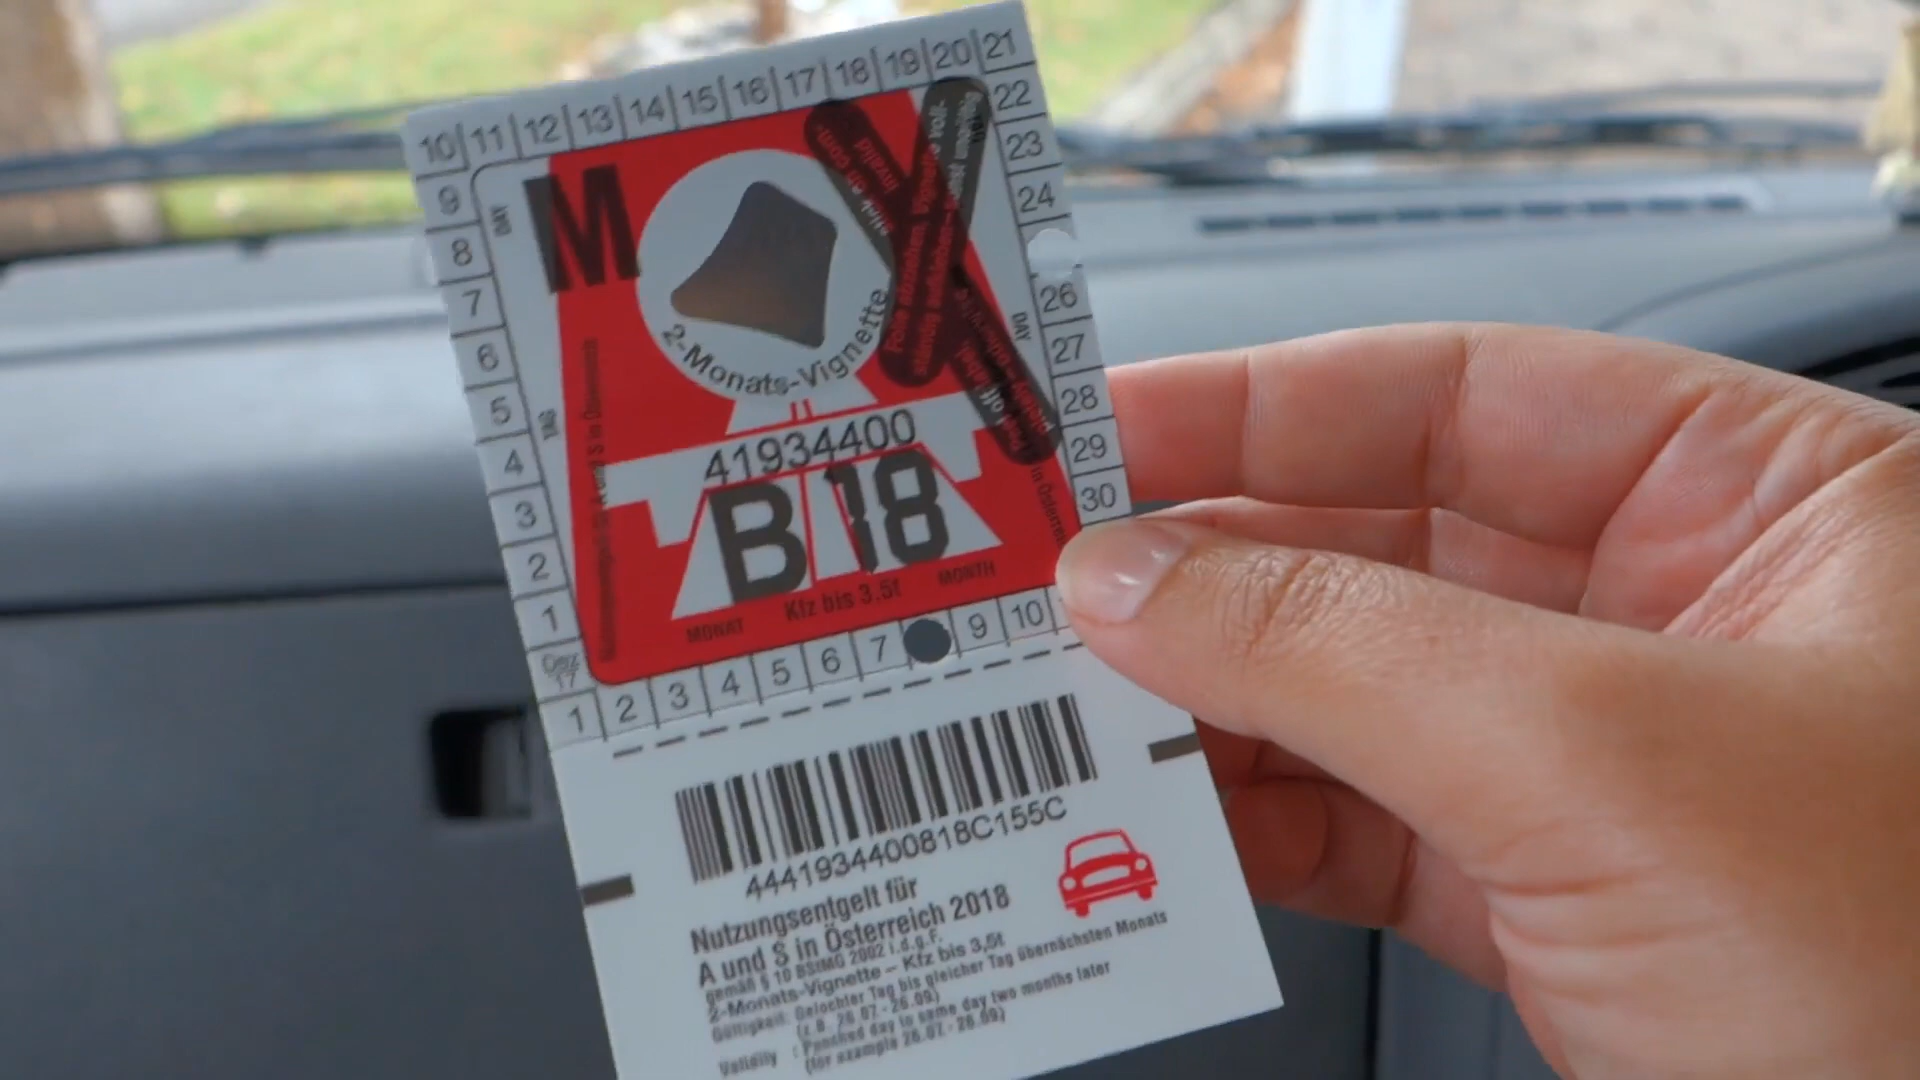 10 11 12 13 14 15 16 17 18 19 20 21
22
23
24
26
27
28
29
30
9
8
7
6
5
4
3
2
1
Dez
17
DAY
TAG
DAY
M
2-Monats-Vignette
41934400
B 18
Kfz bis 3.5t
MONAT
MONTH
1 2 3 4 5 6 7 9 10
4441934400818C155C
Nutzungsentgelt für
A und S in Österreich 2018
gemäß § 10 BStMG 2002 i.d.g.F.
2-Monats-Vignette – Kfz bis 3,5t
Gültigkeit: Gelochter Tag bis gleicher Tag übernächsten Monats
(z.B. 26.07.-26.09.)
Validity : Punched day to same day two months later
(for example 26.07.-26.09)